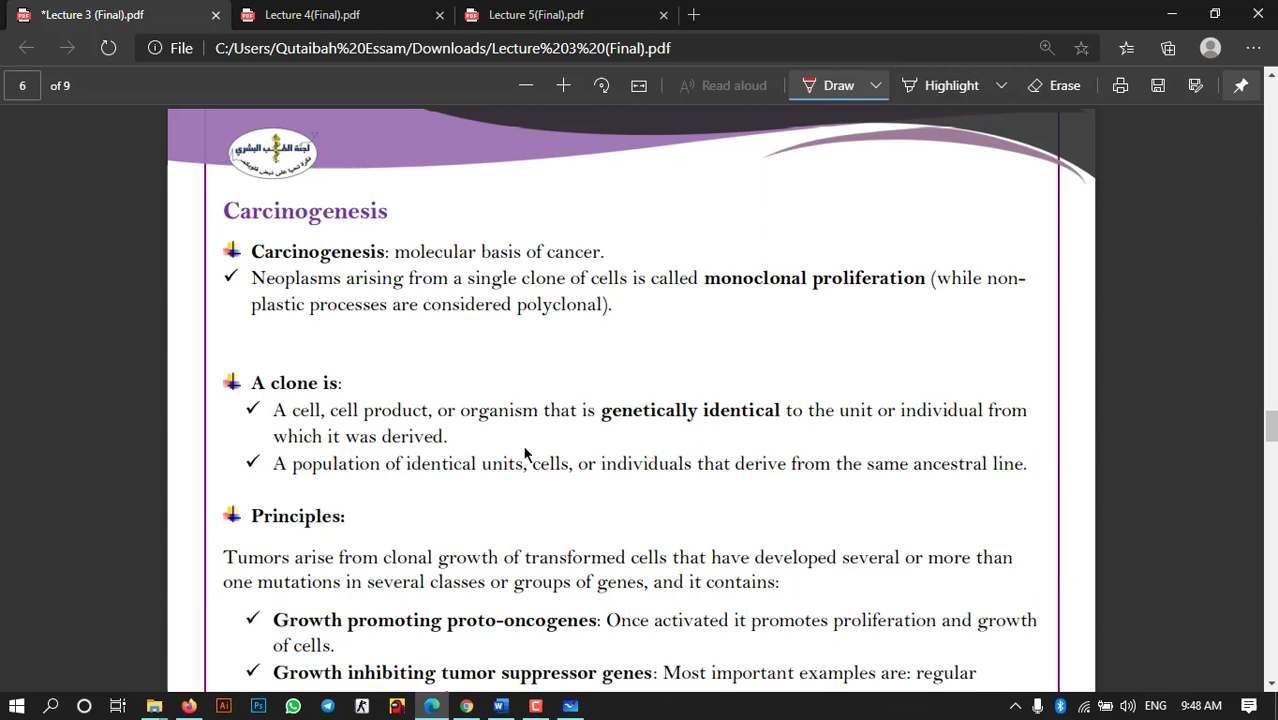 *Lecture 3 (Final).pdf
Lecture 4(Final).pdf
Lecture 5(Final).pdf
File
C:/Users/Qutaibah%20Essam/Downloads/Lecture%203%20(Final).pdf
6 of 9
Read aloud
Draw
Highlight
Erase
لجنة الطب البشري
Carcinogenesis
Carcinogenesis: molecular basis of cancer.
Neoplasms arising from a single clone of cells is called monoclonal proliferation (while non-
plastic processes are considered polyclonal).
A clone is:
A cell, cell product, or organism that is genetically identical to the unit or individual from
which it was derived.
A population of identical units, cells, or individuals that derive from the same ancestral line.
Principles:
Tumors arise from clonal growth of transformed cells that have developed several or more than
one mutations in several classes or groups of genes, and it contains:
Growth promoting proto-oncogenes: Once activated it promotes proliferation and growth
of cells.
Growth inhibiting tumor suppressor genes: Most important examples are: regular
ENG
9:48 AM